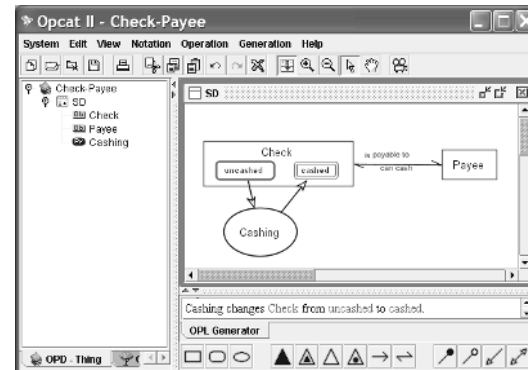 Opcat II - Check-Payee
System Edit View Notation Operation Generation Help
Check-Payee
SD
Check
Payee
Cashing
SD
Check
uncashed
cashed
is payable to
can cash
Payee
Cashing
Cashing changes Check from uncashed to cashed.
OPL Generator
OPD - Thing